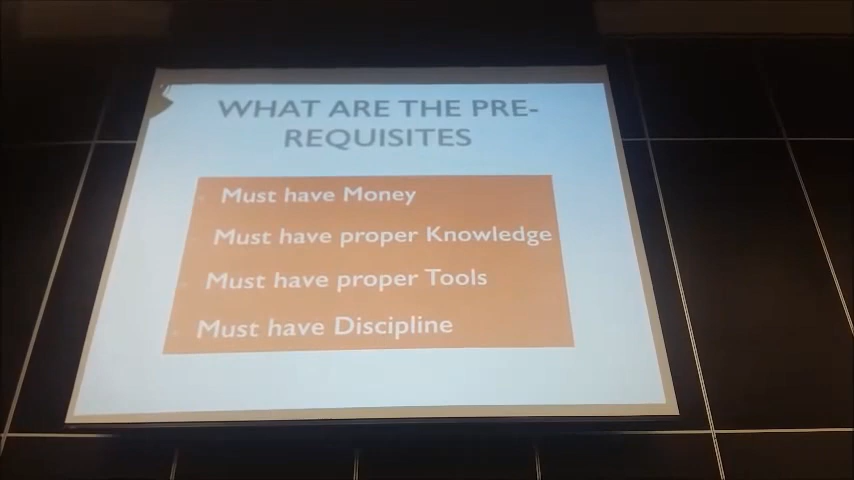 WHAT ARE THE PRE-
REQUISITES
Must have Money
Must have proper Knowledge
Must have proper Tools
Must have Discipline